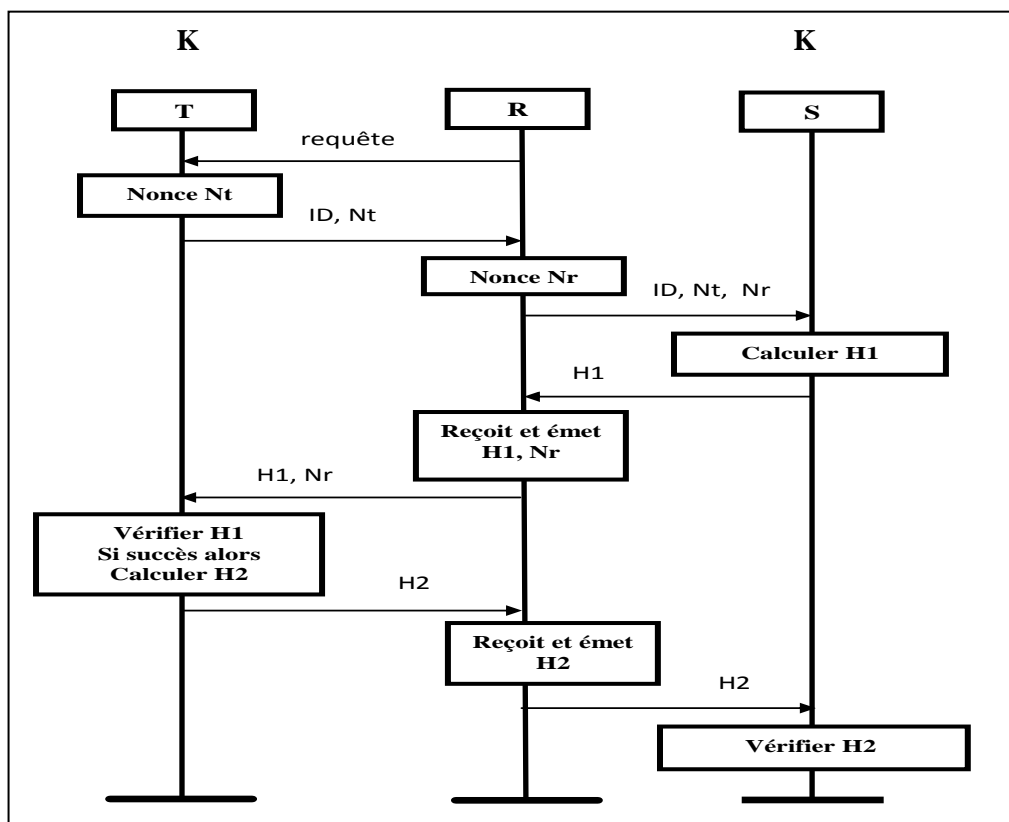 K
K
T
R
S
requête
Nonce Nt
ID, Nt
Nonce Nr
ID, Nt, Nr
Calculer H1
H1
Reçoit et émet
H1, Nr
H1, Nr
Vérifier H1
Si succès alors
Calculer H2
H2
Reçoit et émet
H2
H2
Vérifier H2